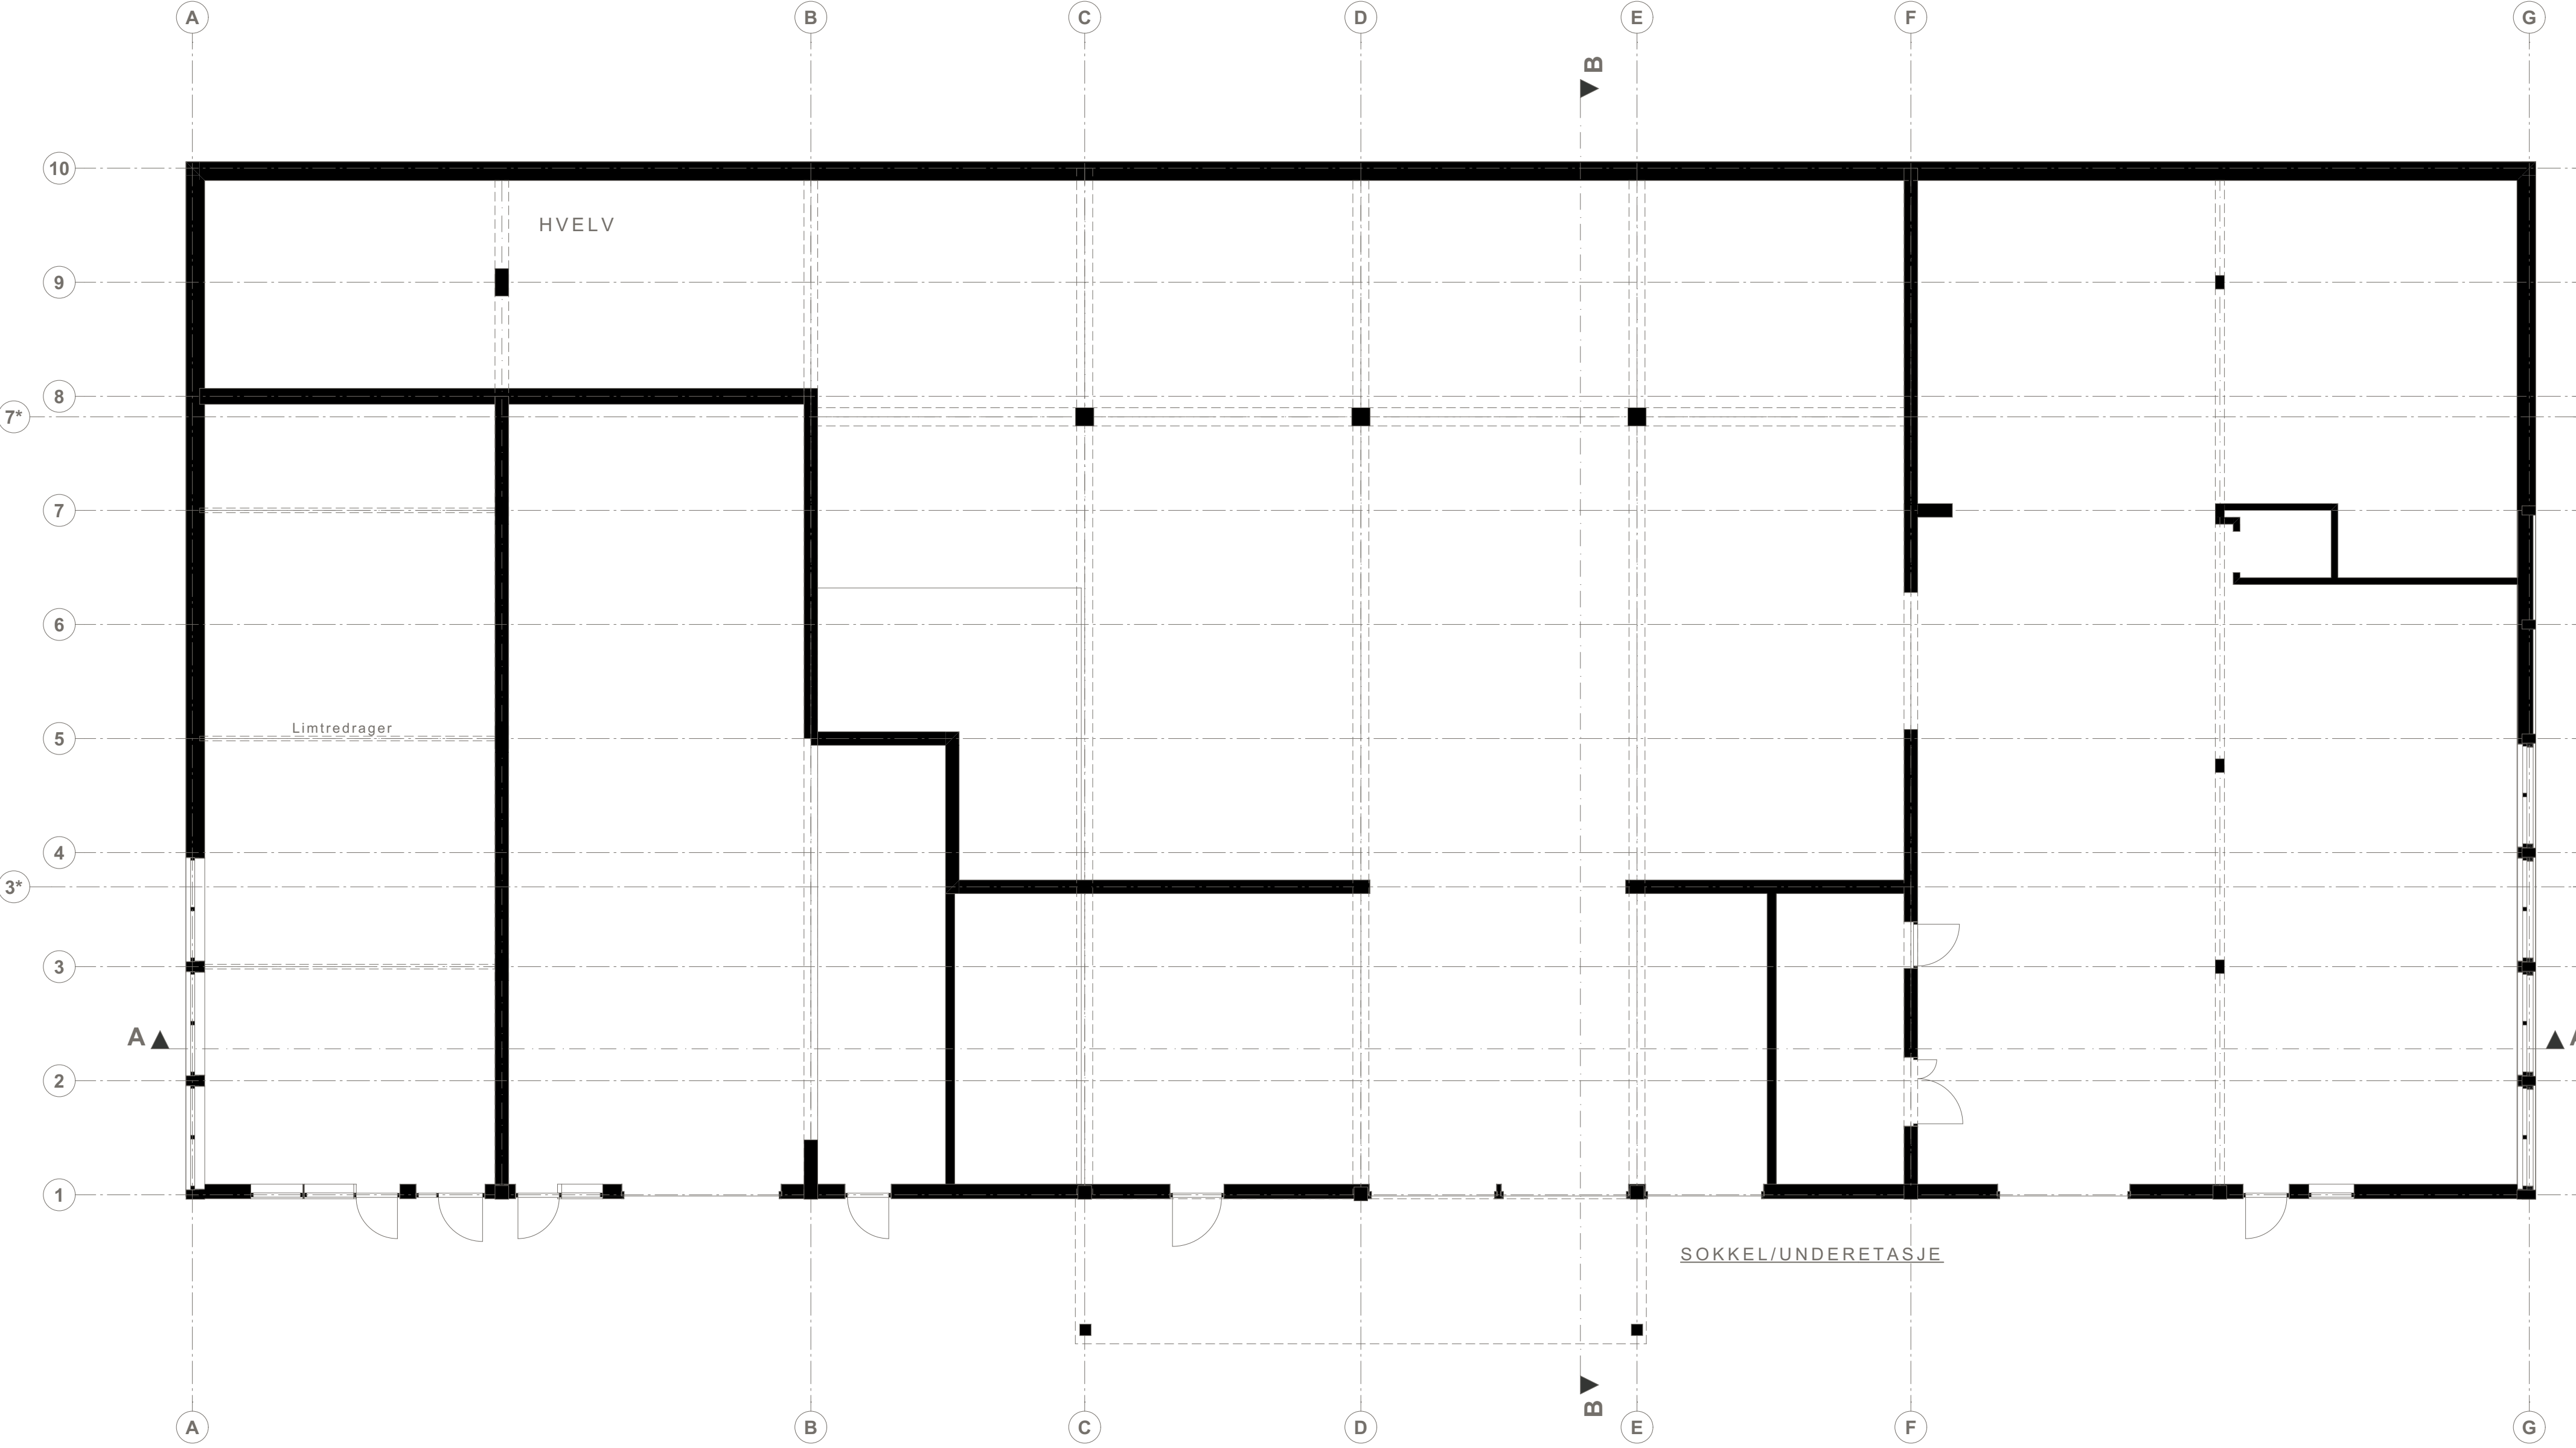 A B C D E F G
B
10
HVELV
9
8
7*
7
6
Limtredrager
5
4
3*
3
A
2
1
SOKKEL/UNDERETASJE
B
A B C D E F G